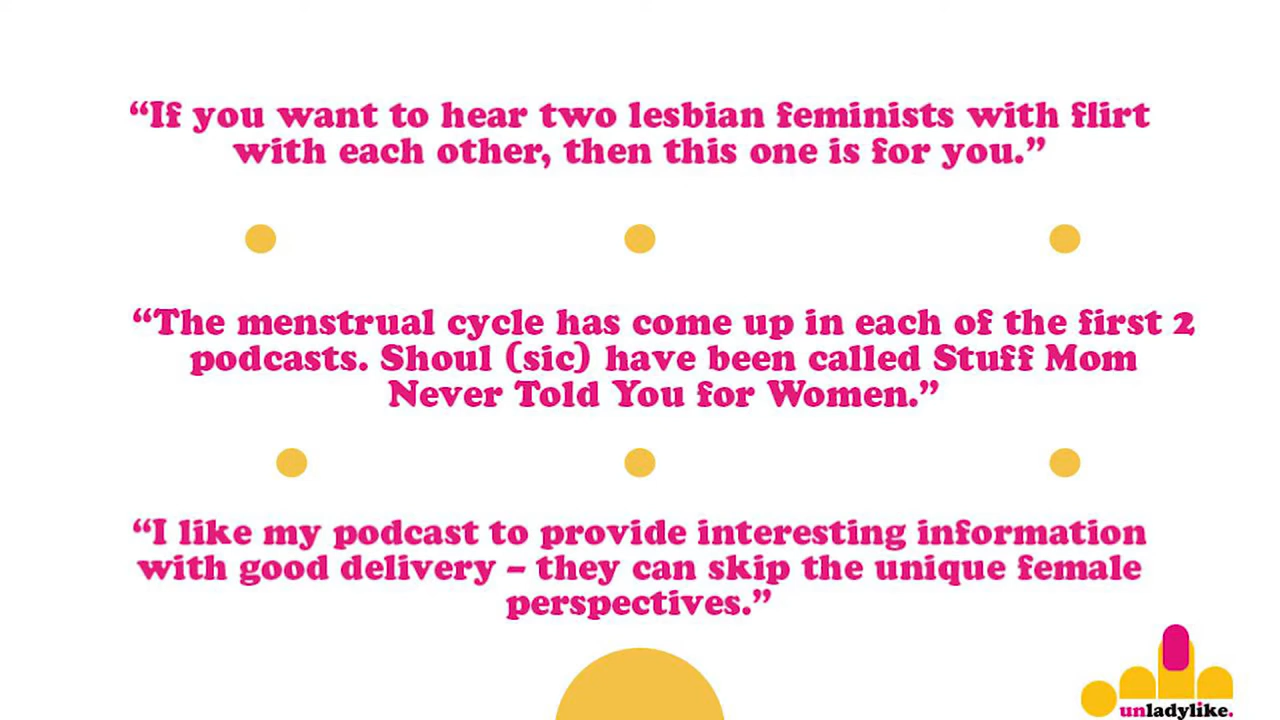 “If you want to hear two lesbian feminists with flirt
with each other, then this one is for you.”
“The menstrual cycle has come up in each of the first 2
podcasts. Shoul (sic) have been called Stuff Mom
Never Told You for Women.”
“I like my podcast to provide interesting information
with good delivery – they can skip the unique female
perspectives.”
unladylike.